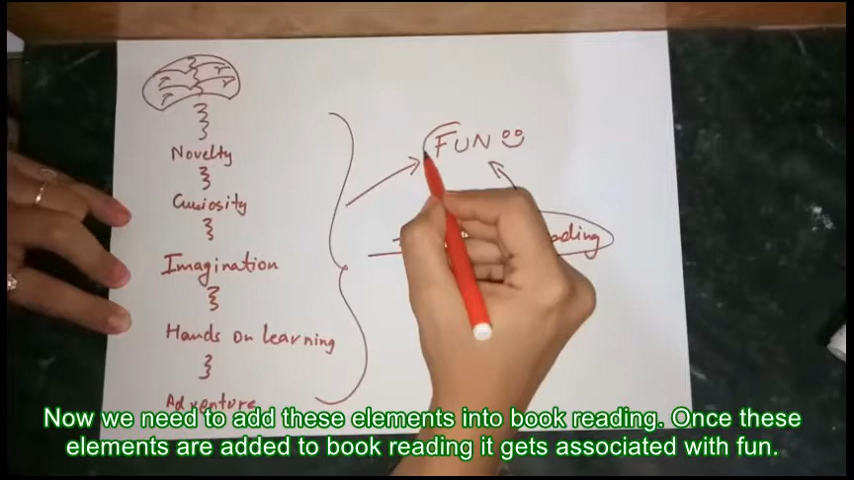 Novelty
Curiosity
Imagination
Hands on learning
Adventure
FUN
Now we need to add these elements into book reading. Once these
elements are added to book reading it gets associated with fun.